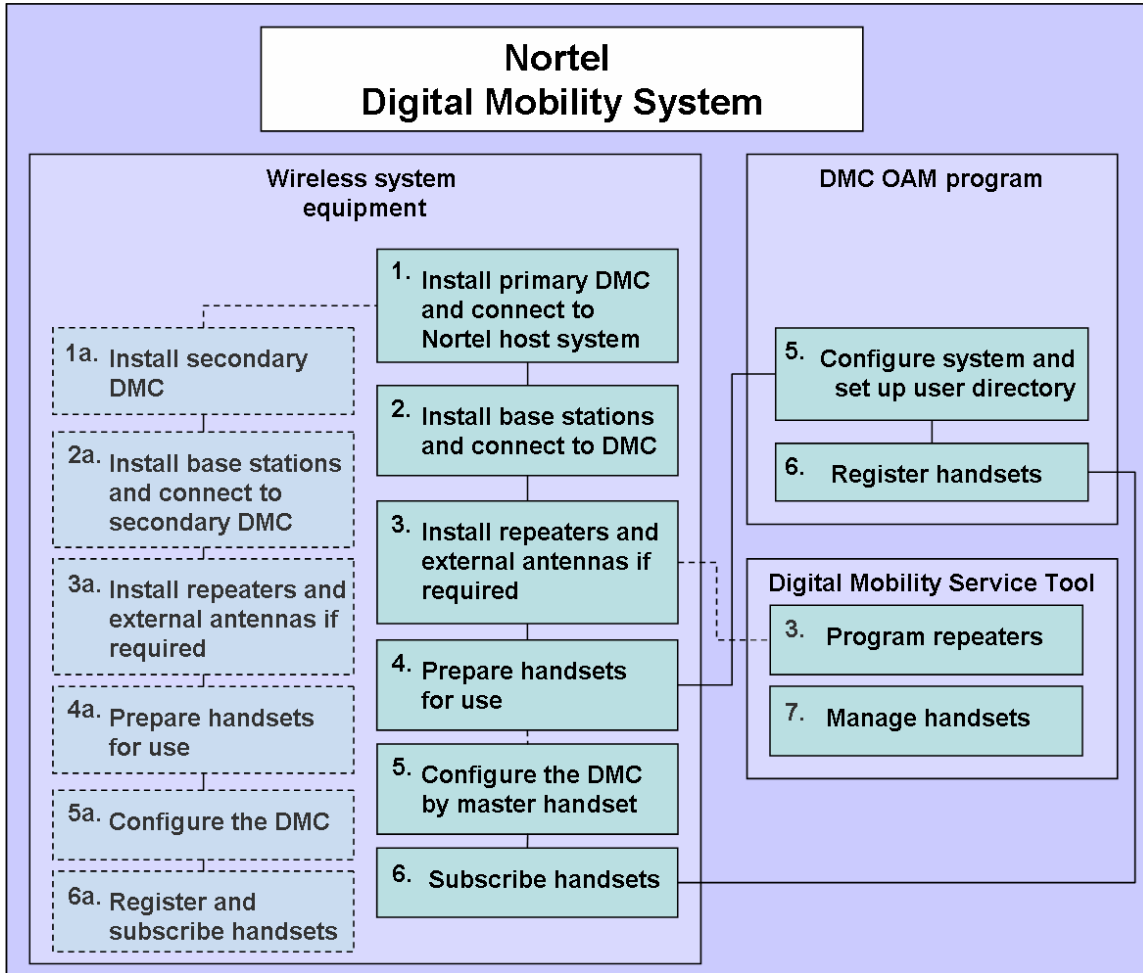 Nortel
Digital Mobility System
Wireless system
equipment
1. Install primary DMC
and connect to
Nortel host system
2. Install base stations
and connect to DMC
3. Install repeaters and
external antennas if
required
4. Prepare handsets
for use
5. Configure the DMC
by master handset
6. Subscribe handsets
1a. Install secondary
DMC
2a. Install base stations
and connect to
secondary DMC
3a. Install repeaters and
external antennas if
required
4a. Prepare handsets
for use
5a. Configure the DMC
6a. Register and
subscribe handsets
DMC OAM program
5. Configure system and
set up user directory
6. Register handsets
Digital Mobility Service Tool
3. Program repeaters
7. Manage handsets